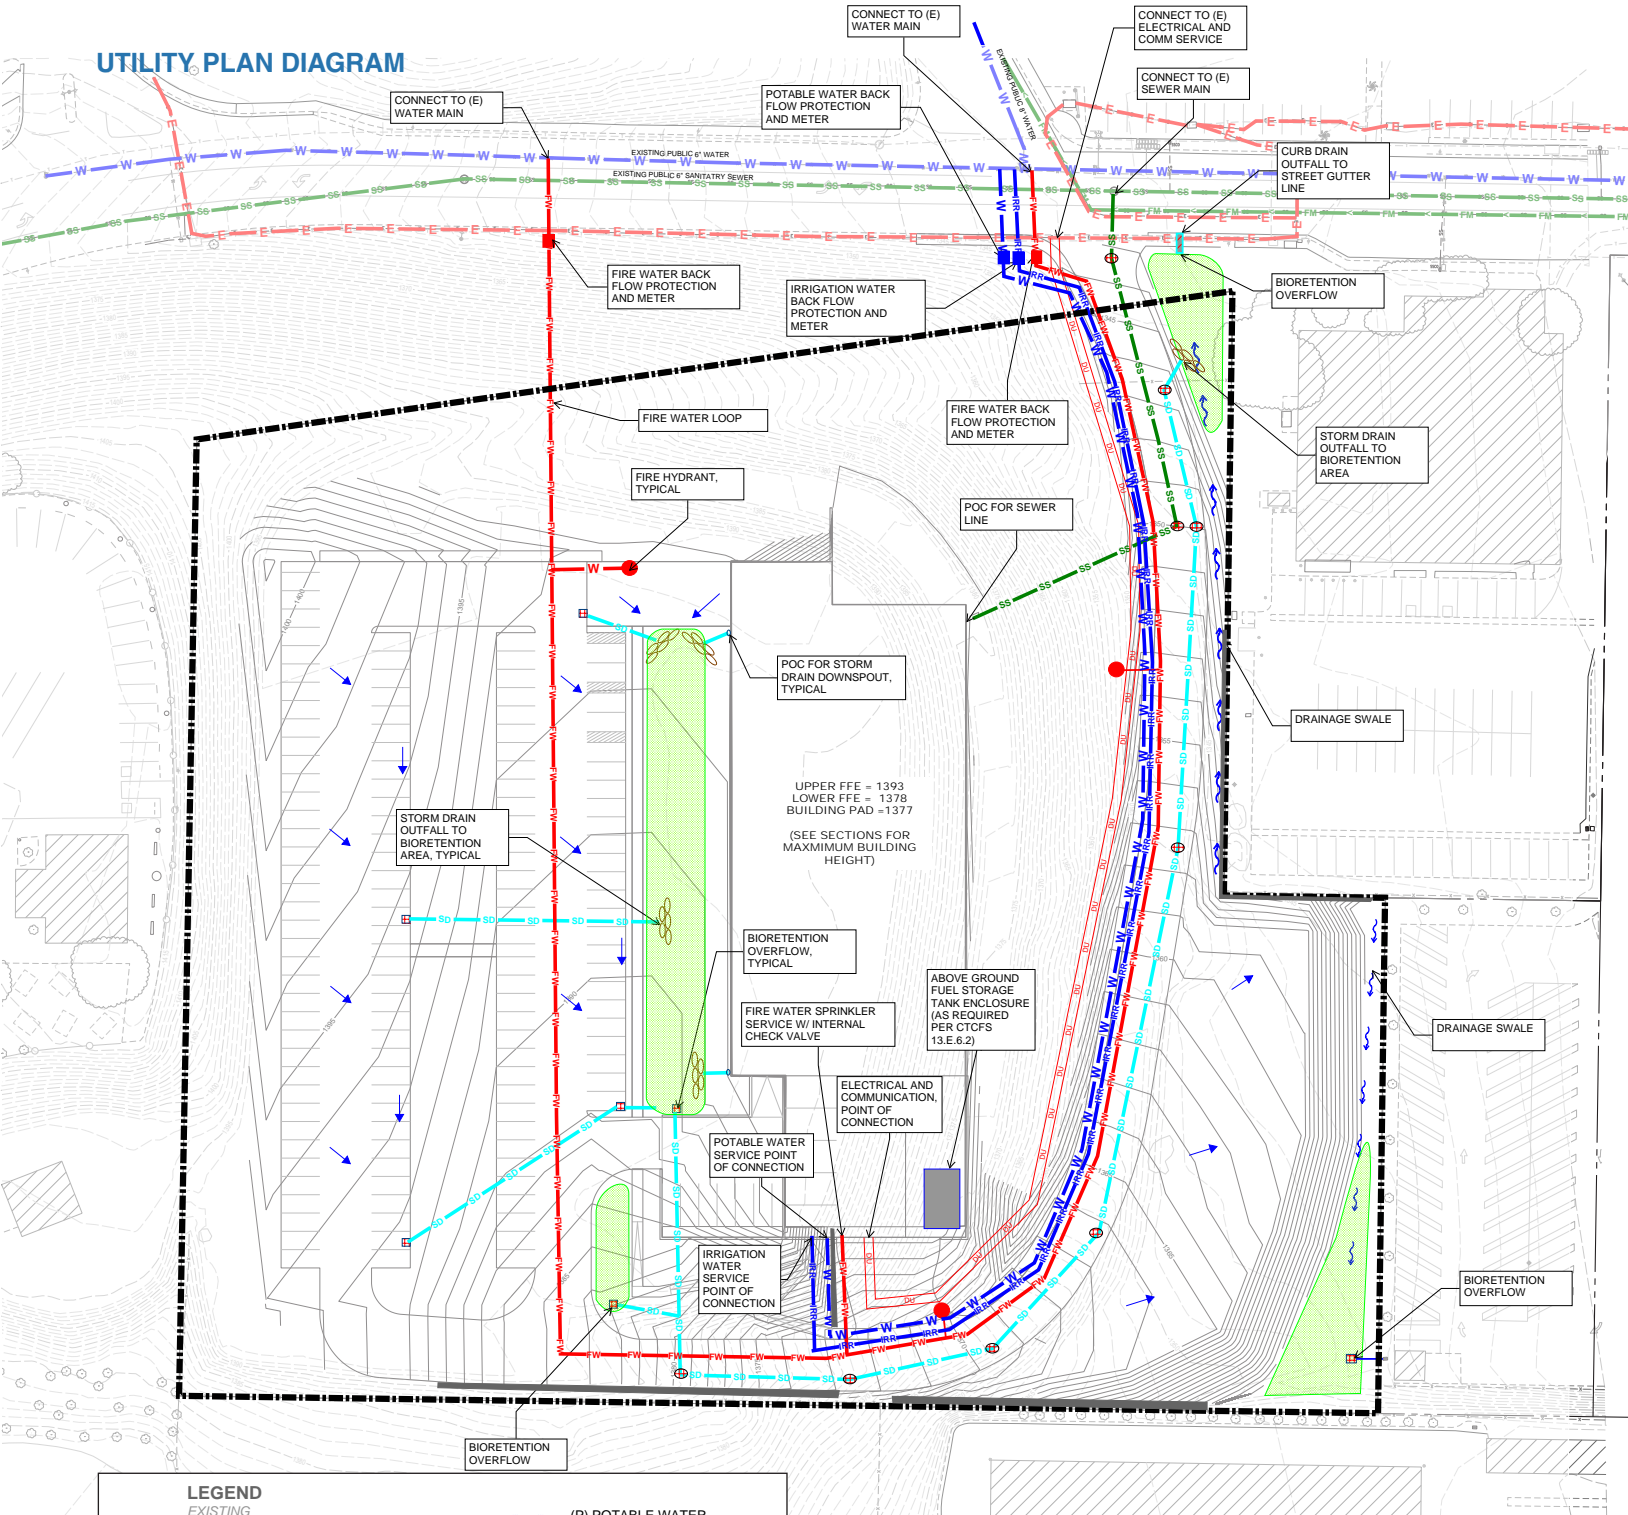 UTILITY PLAN DIAGRAM
CONNECT TO (E)
WATER MAIN
CONNECT TO (E)
ELECTRICAL AND
COMM SERVICE
CONNECT TO (E)
WATER MAIN
POTABLE WATER BACK
FLOW PROTECTION
AND METER
CONNECT TO (E)
SEWER MAIN
EXISTING PUBLIC 8" WATER
EXISTING PUBLIC 6" WATER
EXISTING PUBLIC 6" SANITATRY SEWER
CURB DRAIN
OUTFALL TO
STREET GUTTER
LINE
FIRE WATER BACK
FLOW PROTECTION
AND METER
IRRIGATION WATER
BACK FLOW
PROTECTION AND
METER
BIORETENTION
OVERFLOW
FIRE WATER LOOP
FIRE WATER BACK
FLOW PROTECTION
AND METER
STORM DRAIN
OUTFALL TO
BIORETENTION
AREA
FIRE HYDRANT,
TYPICAL
POC FOR SEWER
LINE
POC FOR STORM
DRAIN DOWNSPOUT,
TYPICAL
DRAINAGE SWALE
UPPER FFE = 1393
LOWER FFE = 1378
BUILDING PAD =1377
(SEE SECTIONS FOR
MAXMIMUM BUILDING
HEIGHT)
STORM DRAIN
OUTFALL TO
BIORETENTION
AREA, TYPICAL
BIORETENTION
OVERFLOW,
TYPICAL
ABOVE GROUND
FUEL STORAGE
TANK ENCLOSURE
(AS REQUIRED
PER CTCFS
13.E.6.2)
FIRE WATER SPRINKLER
SERVICE W/ INTERNAL
CHECK VALVE
DRAINAGE SWALE
ELECTRICAL AND
COMMUNICATION,
POINT OF
CONNECTION
POTABLE WATER
SERVICE POINT
OF CONNECTION
IRRIGATION
WATER
SERVICE
POINT OF
CONNECTION
BIORETENTION
OVERFLOW
BIORETENTION
OVERFLOW
LEGEND
EXISTING
(P) POTABLE WATER